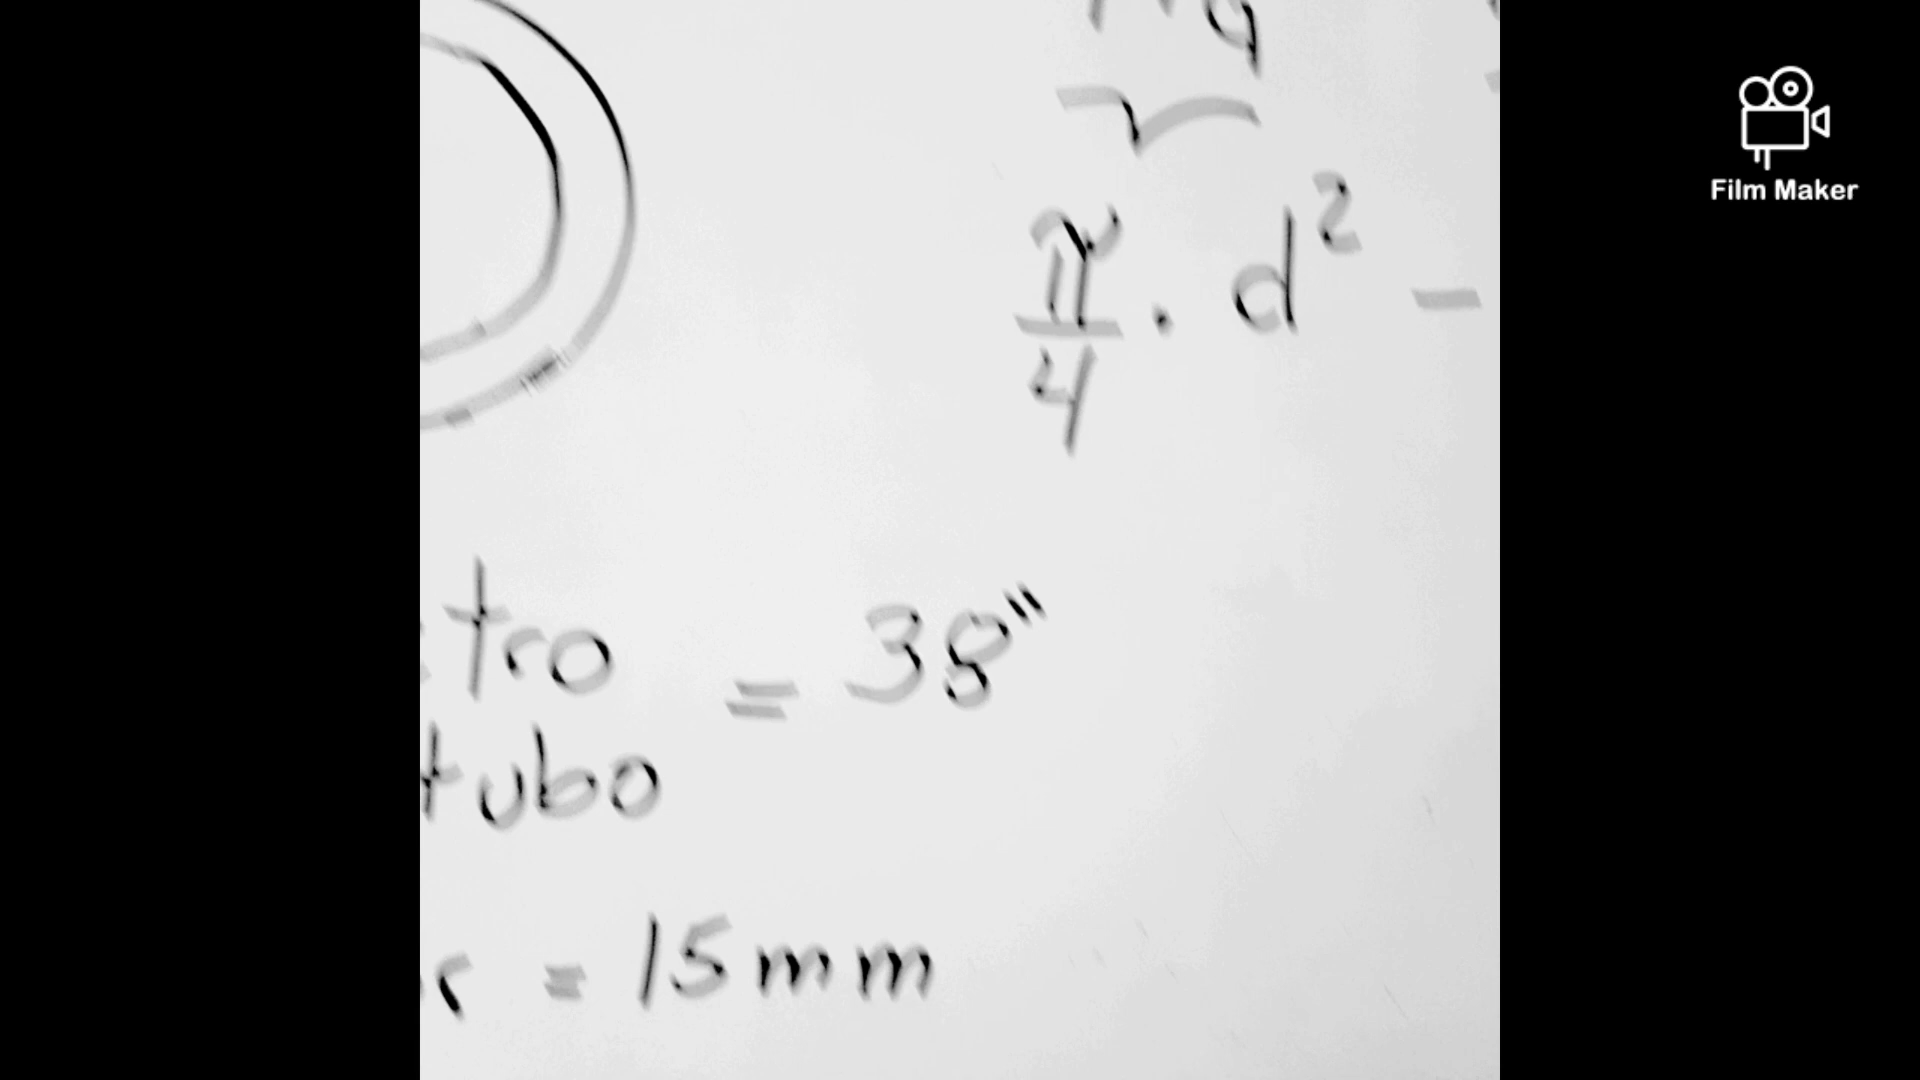 π/4 · d² -
tro = 38"
tubo
r = 15mm
Film Maker